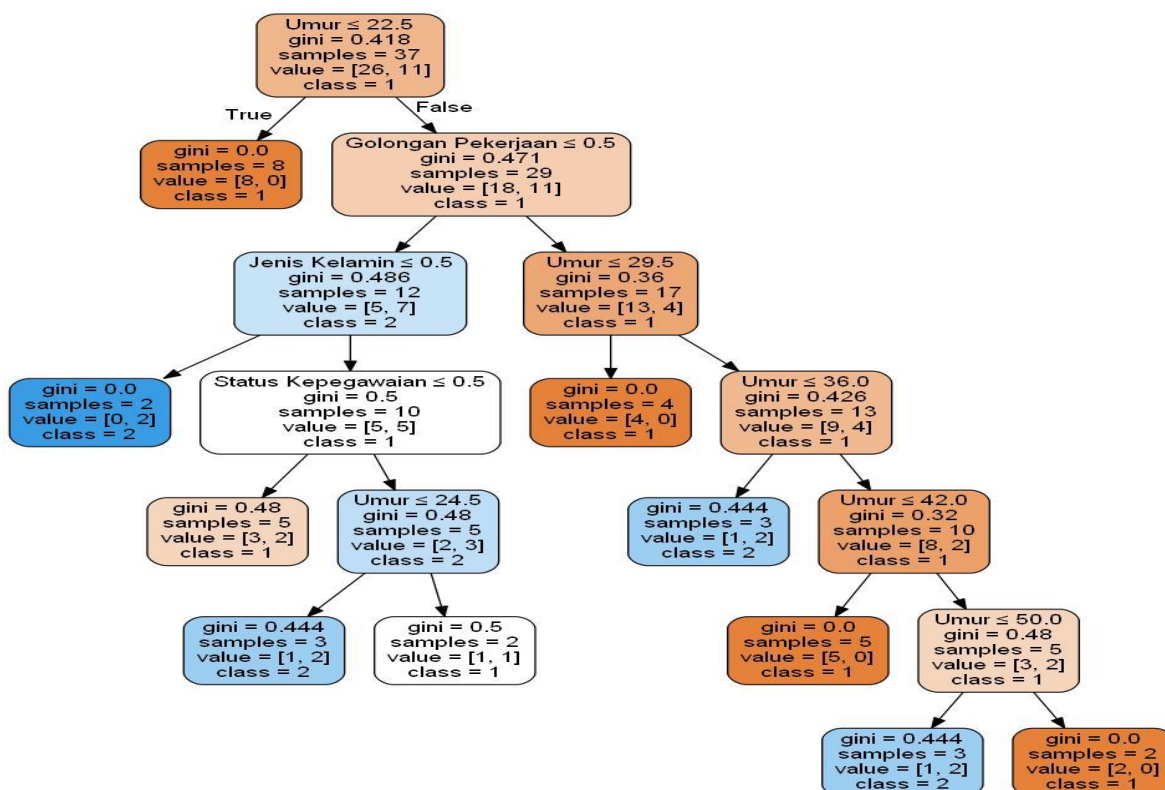 Umur ≤ 22.5
gini = 0.418
samples = 37
value = [26, 11]
class = 1
True
False
gini = 0.0
samples = 8
value = [8, 0]
class = 1
Golongan Pekerjaan ≤ 0.5
gini = 0.471
samples = 29
value = [18, 11]
class = 1
Jenis Kelamin ≤ 0.5
gini = 0.486
samples = 12
value = [5, 7]
class = 2
Umur ≤ 29.5
gini = 0.36
samples = 17
value = [13, 4]
class = 1
gini = 0.0
samples = 2
value = [0, 2]
class = 2
Status Kepegawaian ≤ 0.5
gini = 0.5
samples = 10
value = [5, 5]
class = 1
gini = 0.0
samples = 4
value = [4, 0]
class = 1
Umur ≤ 36.0
gini = 0.426
samples = 13
value = [9, 4]
class = 1
gini = 0.48
samples = 5
value = [3, 2]
class = 1
Umur ≤ 24.5
gini = 0.48
samples = 5
value = [2, 3]
class = 2
gini = 0.444
samples = 3
value = [1, 2]
class = 2
Umur ≤ 42.0
gini = 0.32
samples = 10
value = [8, 2]
class = 1
gini = 0.444
samples = 3
value = [1, 2]
class = 2
gini = 0.5
samples = 2
value = [1, 1]
class = 1
gini = 0.0
samples = 5
value = [5, 0]
class = 1
Umur ≤ 50.0
gini = 0.48
samples = 5
value = [3, 2]
class = 1
gini = 0.444
samples = 3
value = [1, 2]
class = 2
gini = 0.0
samples = 2
value = [2, 0]
class = 1